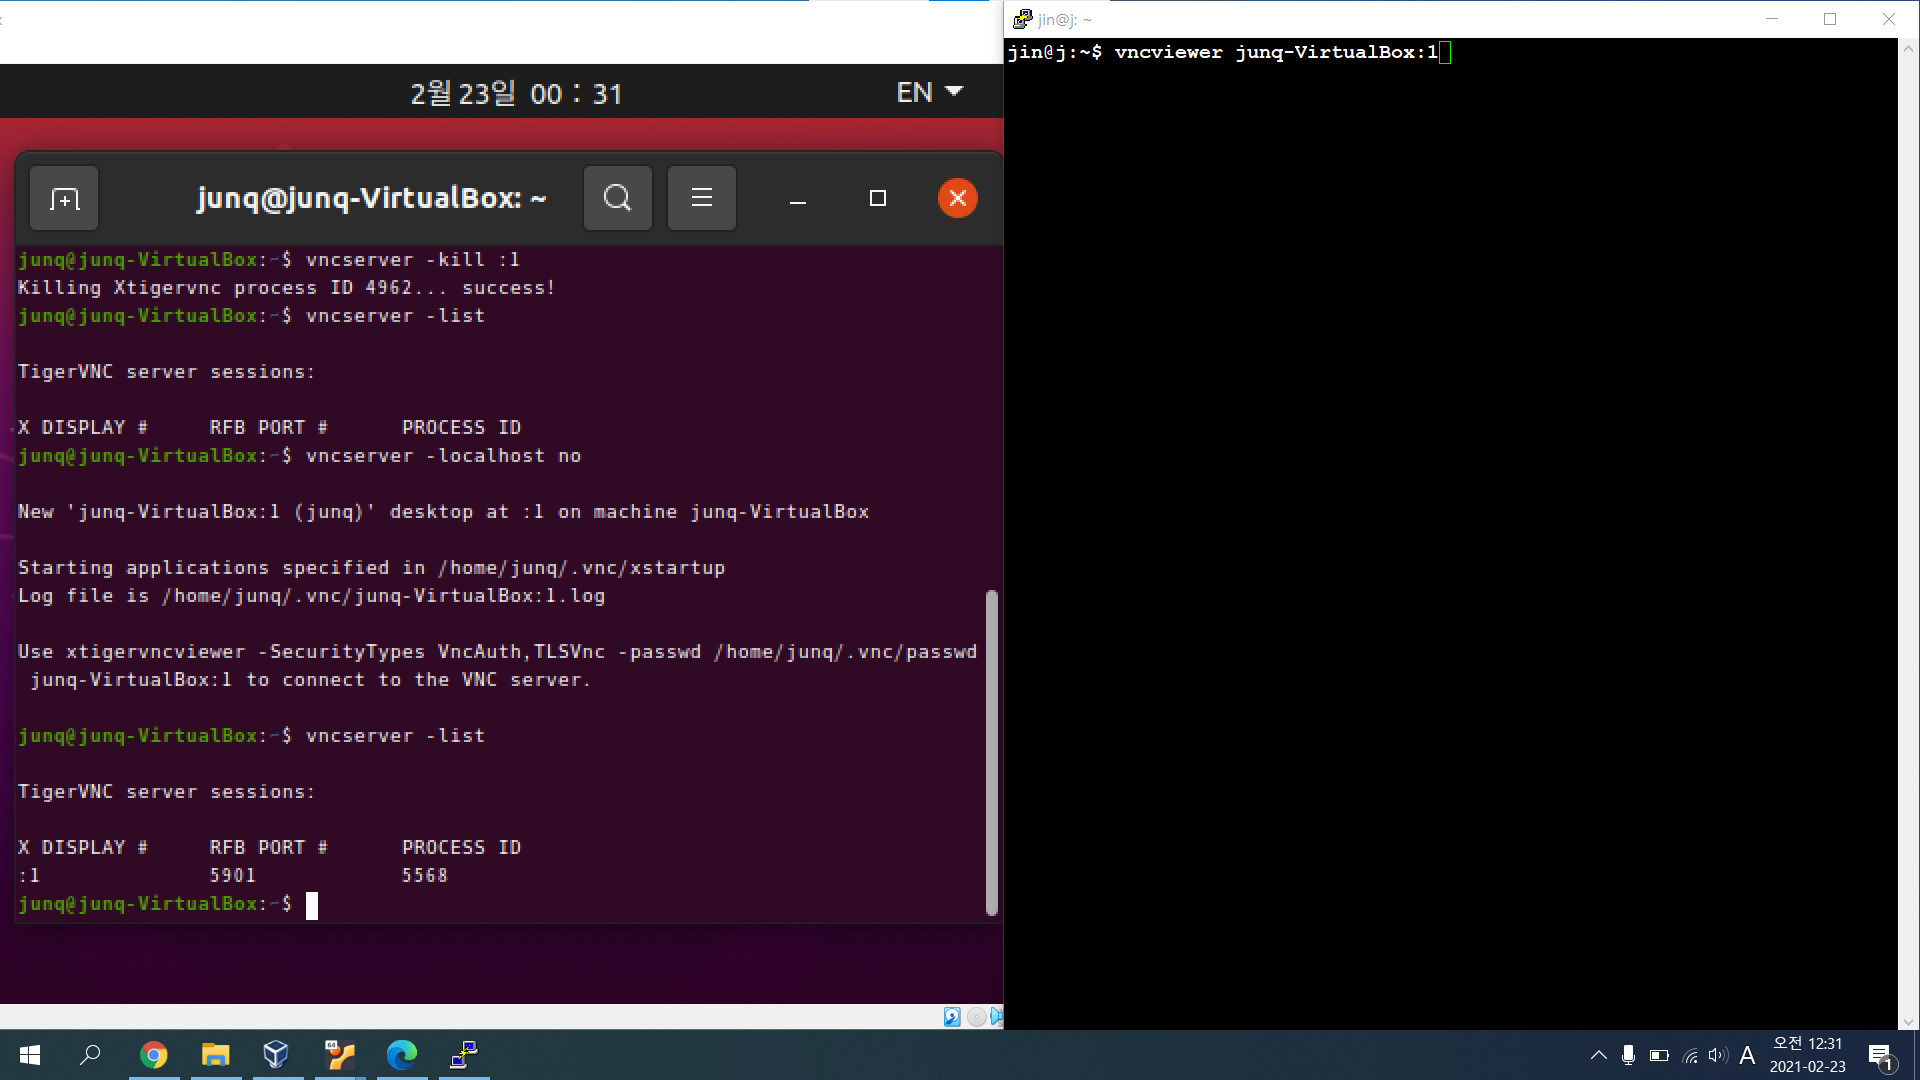 2월 23일 00 : 31
EN
junq@junq-VirtualBox: ~
junq@junq-VirtualBox:~$ vncserver -kill :1
Killing Xtigervnc process ID 4962... success!
junq@junq-VirtualBox:~$ vncserver -list
TigerVNC server sessions:
X DISPLAY # RFB PORT # PROCESS ID
junq@junq-VirtualBox:~$ vncserver -localhost no
New 'junq-VirtualBox:1 (junq)' desktop at :1 on machine junq-VirtualBox
Starting applications specified in /home/junq/.vnc/xstartup
Log file is /home/junq/.vnc/junq-VirtualBox:1.log
Use xtigervncviewer -SecurityTypes VncAuth,TLSVnc -passwd /home/junq/.vnc/passwd
junq-VirtualBox:1 to connect to the VNC server.
junq@junq-VirtualBox:~$ vncserver -list
TigerVNC server sessions:
X DISPLAY # RFB PORT # PROCESS ID
:1 5901 5568
junq@junq-VirtualBox:~$
jin@j: ~
jin@j:~$ vncviewer junq-VirtualBox:1
64
A
오전 12:31
2021-02-23
1